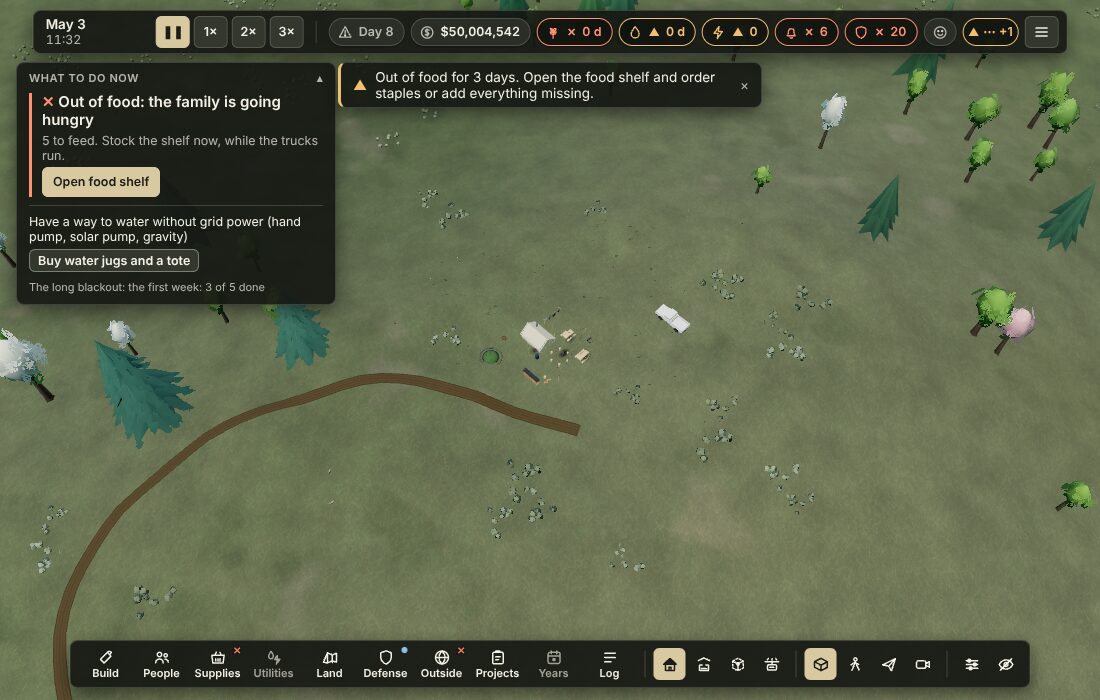 May 3
11:32
1×
2×
3×
Day 8
$50,004,542
0 d
0 d
0
6
20
+1
WHAT TO DO NOW
Out of food: the family is going
hungry
5 to feed. Stock the shelf now, while the trucks
run.
Open food shelf
Have a way to water without grid power (hand
pump, solar pump, gravity)
Buy water jugs and a tote
The long blackout: the first week: 3 of 5 done
Out of food for 3 days. Open the food shelf and order
staples or add everything missing.
Build
People
Supplies
Utilities
Land
Defense
Outside
Projects
Years
Log